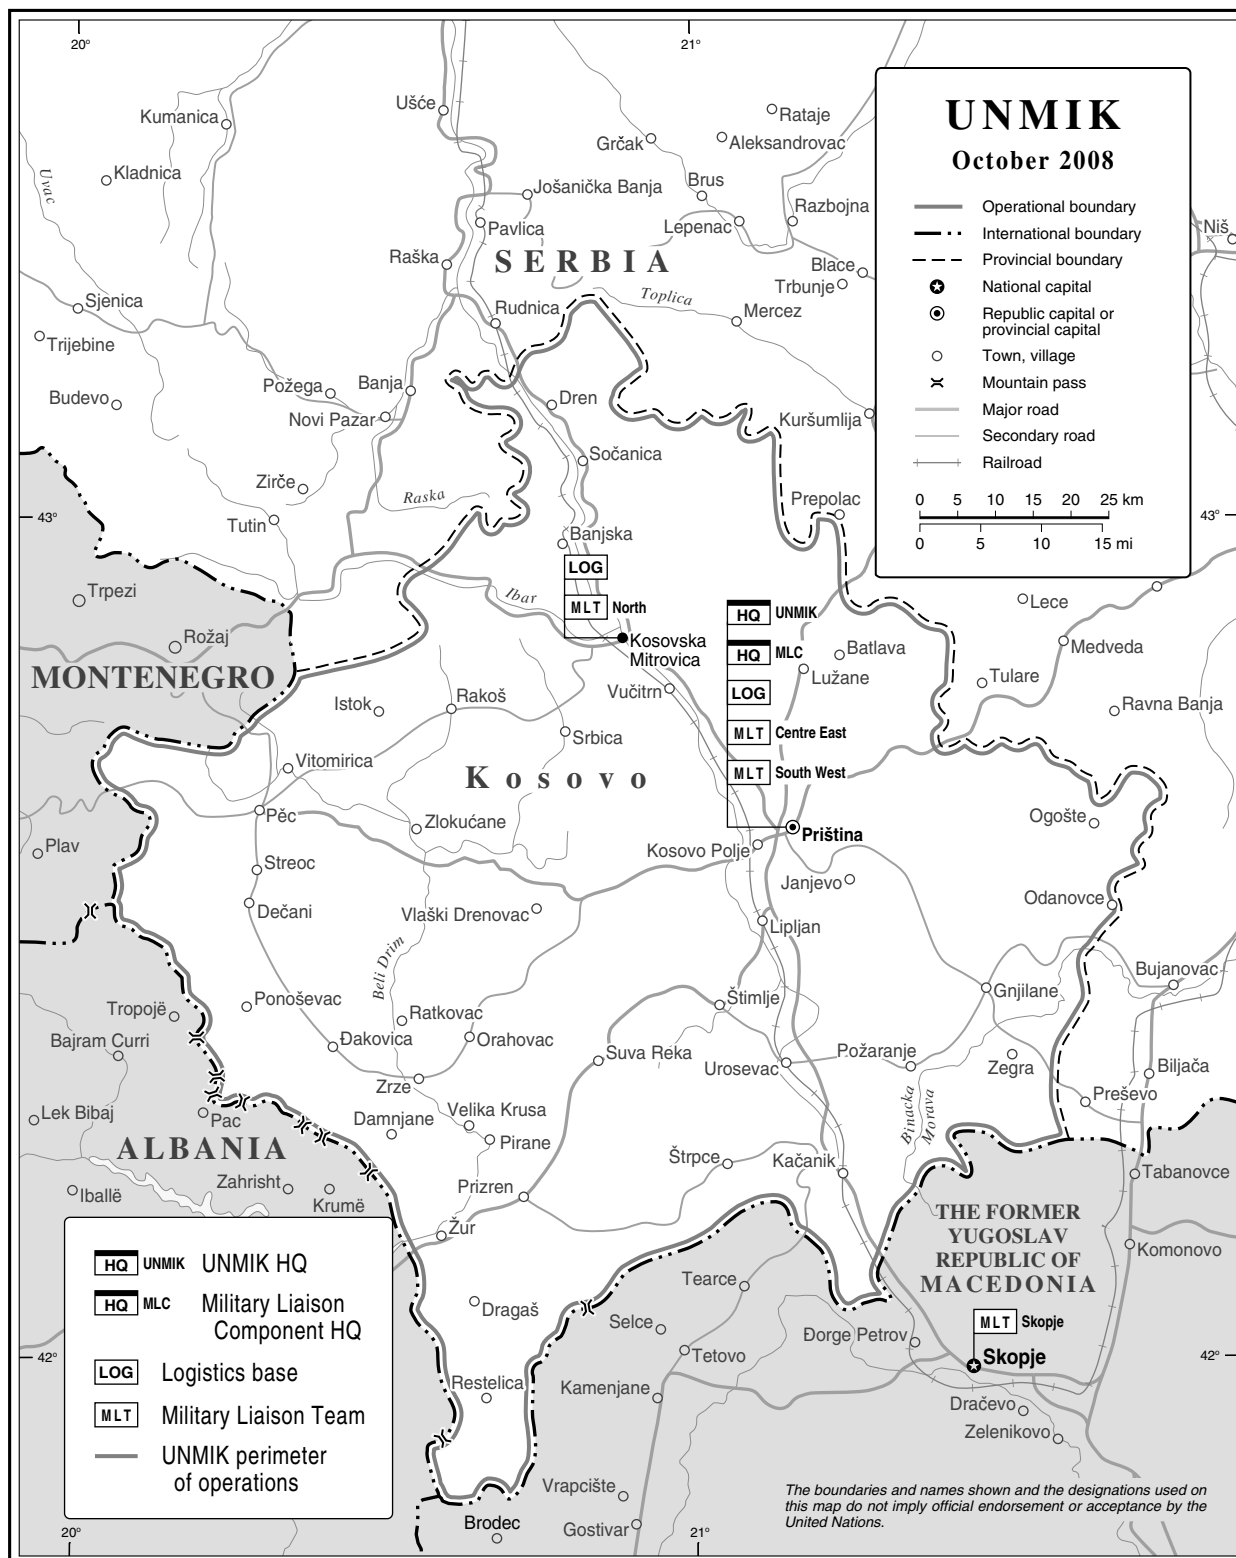 20°
21°
UNMIK
October 2008
Operational boundary
International boundary
Provincial boundary
National capital
Republic capital or
provincial capital
Town, village
Mountain pass
Major road
Secondary road
Railroad
0 5 10 15 20 25 km
0 5 10 15 mi
Kumanica
Kladnica
Uvac
Ušće
Rataje
Grčak
Aleksandrovac
Jošanička Banja
Brus
Razbojna
Pavlica
Lepenac
Niš
Raška
SERBIA
Blace
Trbunje
Sjenica
Rudnica
Toplica
Mercez
Trijebine
Požega
Banja
Budevo
Dren
Novi Pazar
Kuršumlija
Sočanica
Zirče
Raska
Prepolac
43°
43°
Tutin
Banjska
LOG
Trpezi
Ibar
MLT North
HQ UNMIK
Lece
Rožaj
Kosovska
Mitrovica
HQ MLC
Batlava
Medveda
MONTENEGRO
Lužane
Tulare
Vučitrn
LOG
Istok
Rakoš
Ravna Banja
Srbica
MLT Centre East
Vitomirica
Kosovo
MLT South West
Pěc
Zlokućane
Ogošte
Priština
Plav
Kosovo Polje
Streoc
Janjevo
Dečani
Vlaški Drenovac
Odanovce
Lipljan
Beli Drim
Bujanovac
Ponoševac
Štimlje
Gnjilane
Tropojë
Ratkovac
Bajram Curri
Đakovica
Orahovac
Suva Reka
Požaranje
Urosevac
Zegra
Biljača
Zrze
Preševo
Lek Bibaj
Pac
Damnjane
Velika Krusa
Binacka
Morava
ALBANIA
Pirane
Štrpce
Kačanik
Tabanovce
Iballë
Zahrisht
Krumë
Prizren
THE FORMER
YUGOSLAV
REPUBLIC OF
MACEDONIA
Žur
Komonovo
HQ UNMIK UNMIK HQ
HQ MLC Military Liaison
Component HQ
LOG Logistics base
MLT Military Liaison Team
UNMIK perimeter
of operations
Tearce
Dragaš
Selce
MLT Skopje
Đorge Petrov
Skopje
42°
42°
Tetovo
Restelica
Kamenjane
Dračevo
Zelenikovo
Vrapcište
Brodec
Gostivar
The boundaries and names shown and the designations used on
this map do not imply official endorsement or acceptance by the
United Nations.
20°
21°